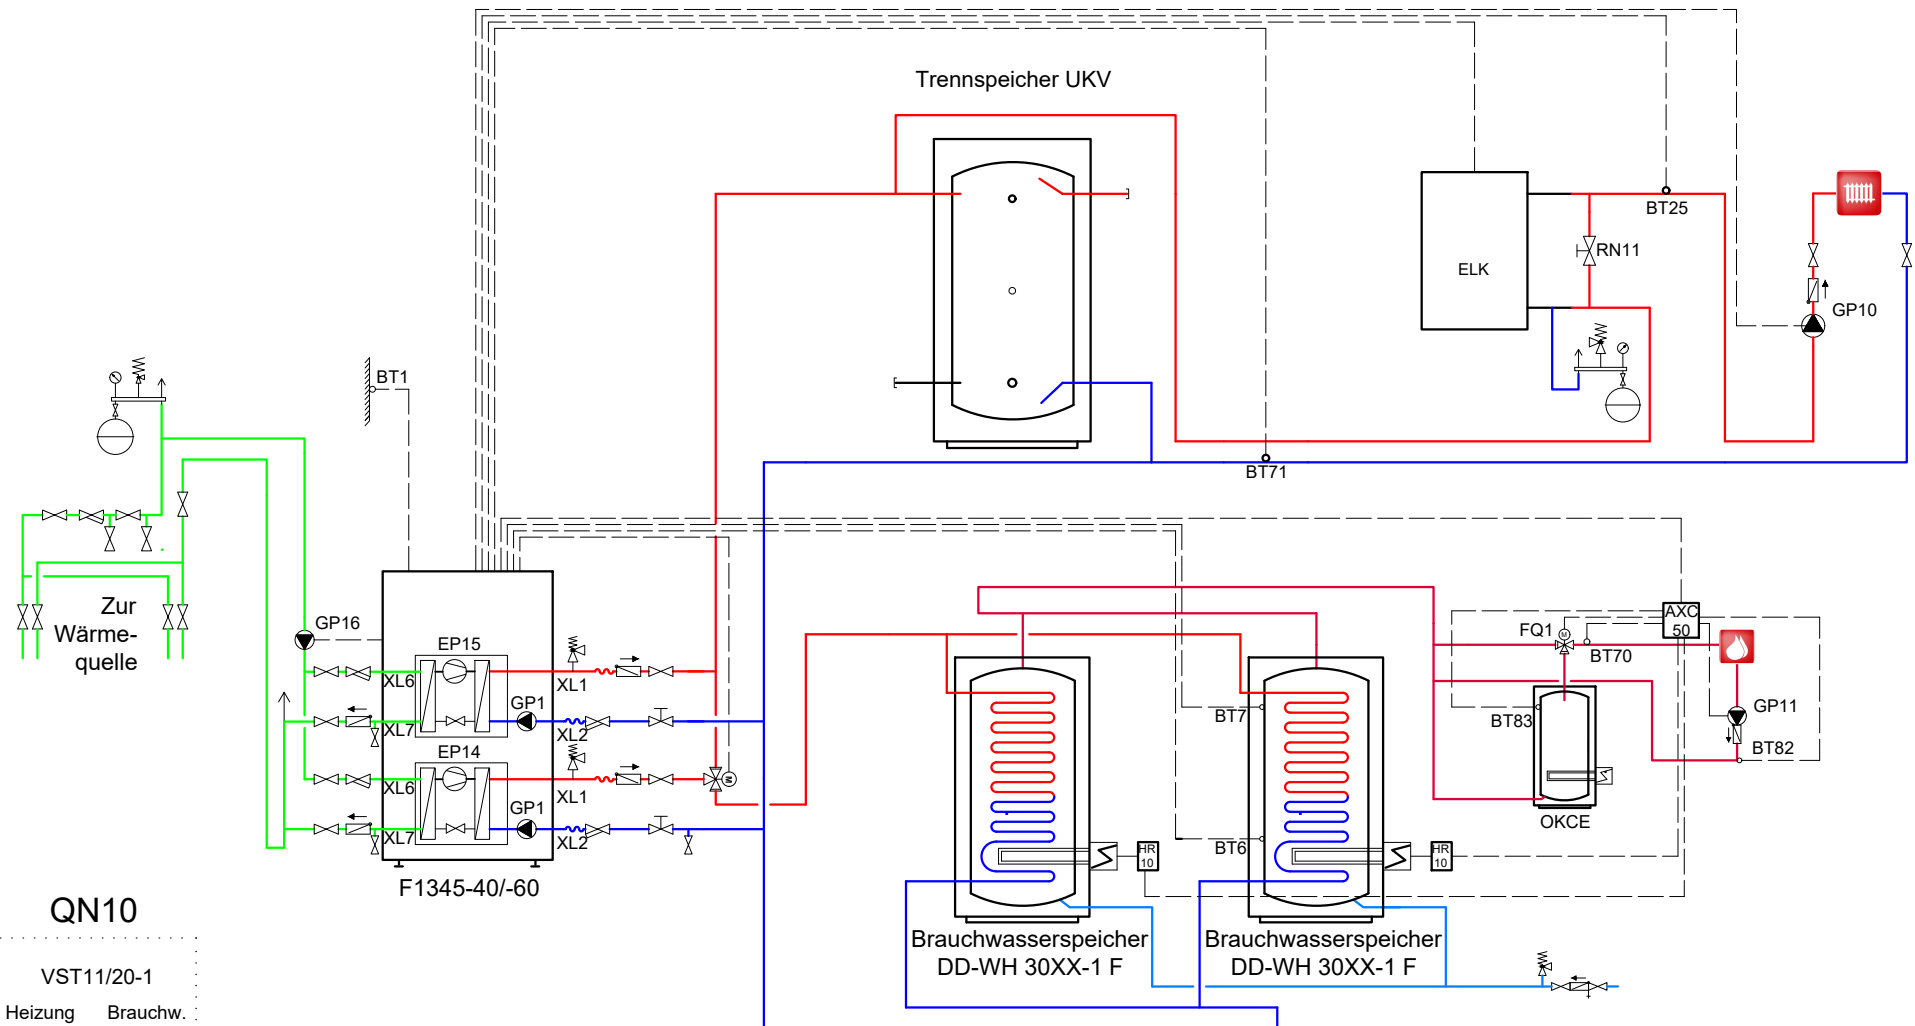 Trennspeicher UKV
BT25
RN11
ELK
GP10
BT1
BT71
Zur
Wärme-
quelle
GP16
EP15
XL6
XL1
GP1
XL7
XL2
EP14
XL6
XL1
GP1
XL7
XL2
F1345-40/-60
AXC
50
FQ1
M
BT70
BT7
BT83
GP11
BT82
M
OKCE
BT6
HR
10
HR
10
Brauchwasserspeicher
DD-WH 30XX-1 F
Brauchwasserspeicher
DD-WH 30XX-1 F
QN10
VST11/20-1
Heizung Brauchw.